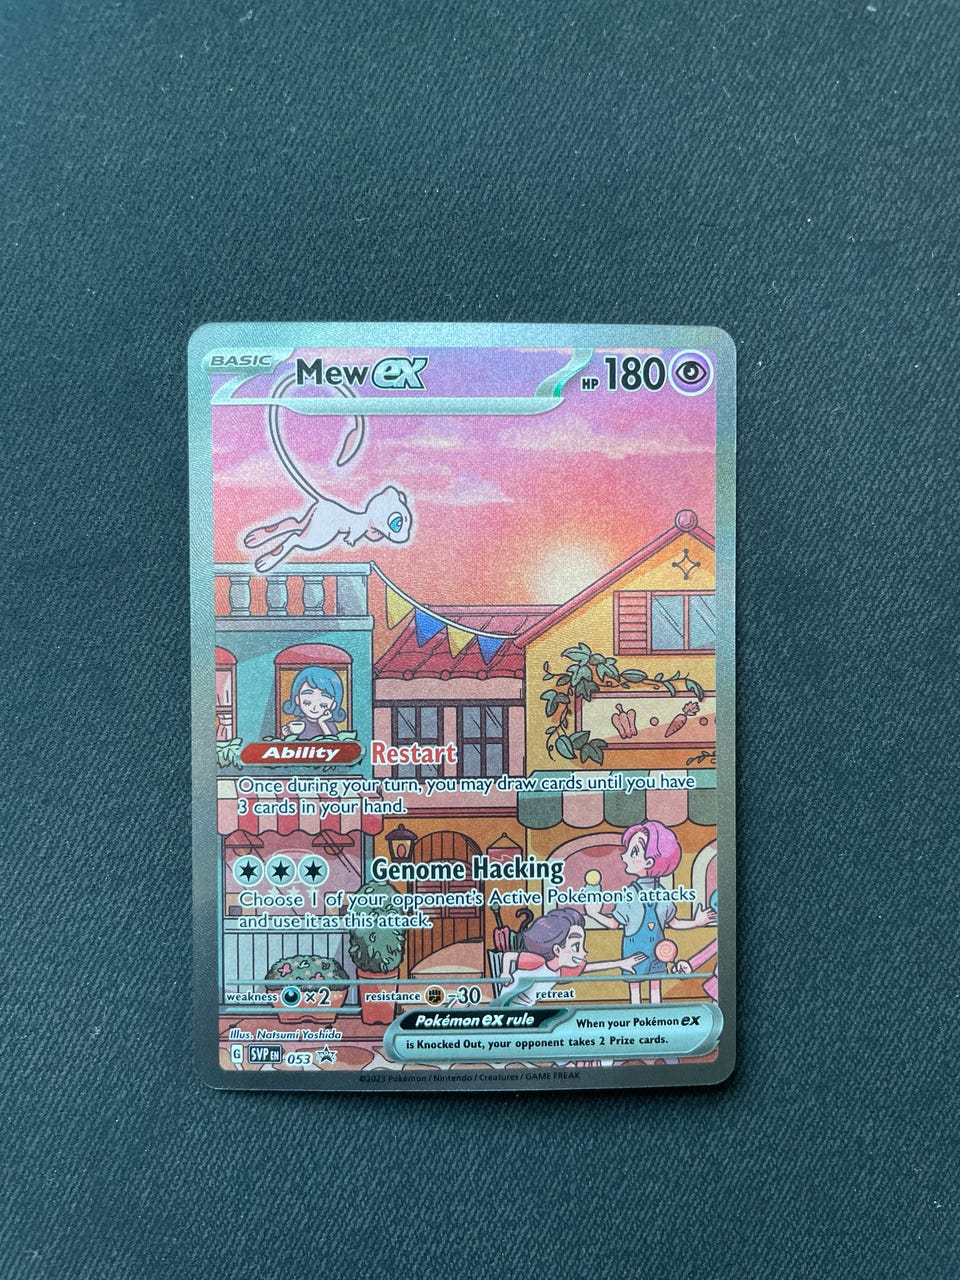 BASIC Mew ex HP 180
Ability Restart
Once during your turn, you may draw cards until you have
3 cards in your hand.
Genome Hacking
Choose 1 of your opponent's Active Pokémon's attacks
and use it as this attack.
weakness ×2 resistance -30 retreat
Pokémon ex rule When your Pokémon ex
is Knocked Out, your opponent takes 2 Prize cards.
Illus. Natsumi Yoshida
G SVP EN 053
©2023 Pokémon / Nintendo / Creatures / GAME FREAK